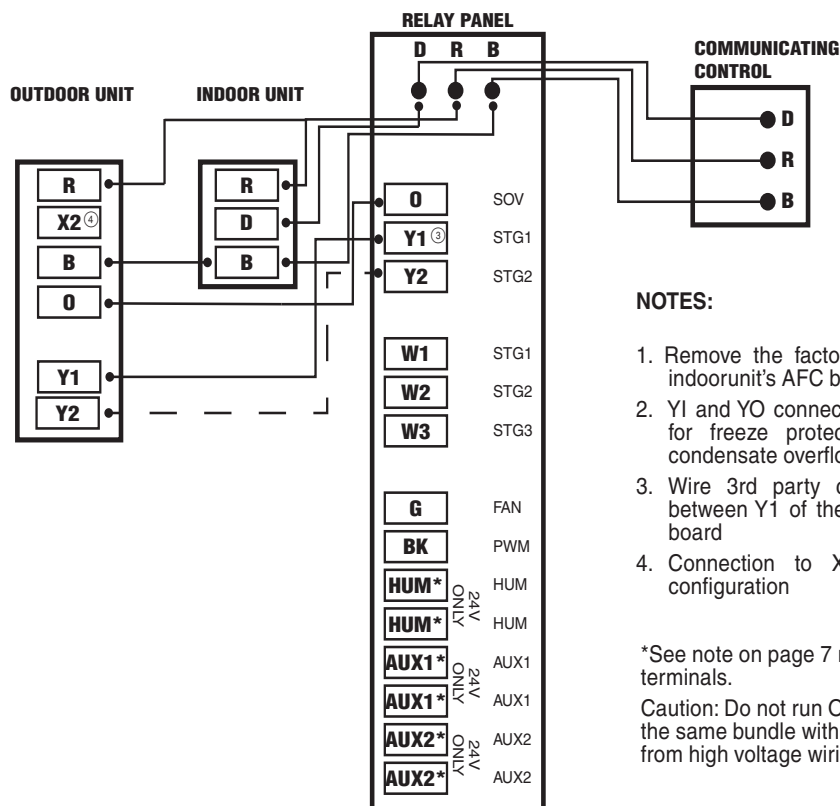 RELAY PANEL
D R B
COMMUNICATING
CONTROL
D
R
B
OUTDOOR UNIT
R
X2 ④
B
O
Y1
Y2
INDOOR UNIT
R
D
B
O SOV
Y1 ③ STG1
Y2 STG2
W1 STG1
W2 STG2
W3 STG3
G FAN
BK PWM
HUM* HUM
HUM* HUM
24V
ONLY
AUX1* AUX1
AUX1* AUX1
24V
ONLY
AUX2* AUX2
AUX2* AUX2
24V
ONLY
NOTES:
1. Remove the facto
indoorunit's AFC b
2. YI and YO connec
for freeze protec
condensate overflo
3. Wire 3rd party
between Y1 of the
board
4. Connection to X
configuration
*See note on page 7
terminals.
Caution: Do not run
the same bundle with
from high voltage wiri